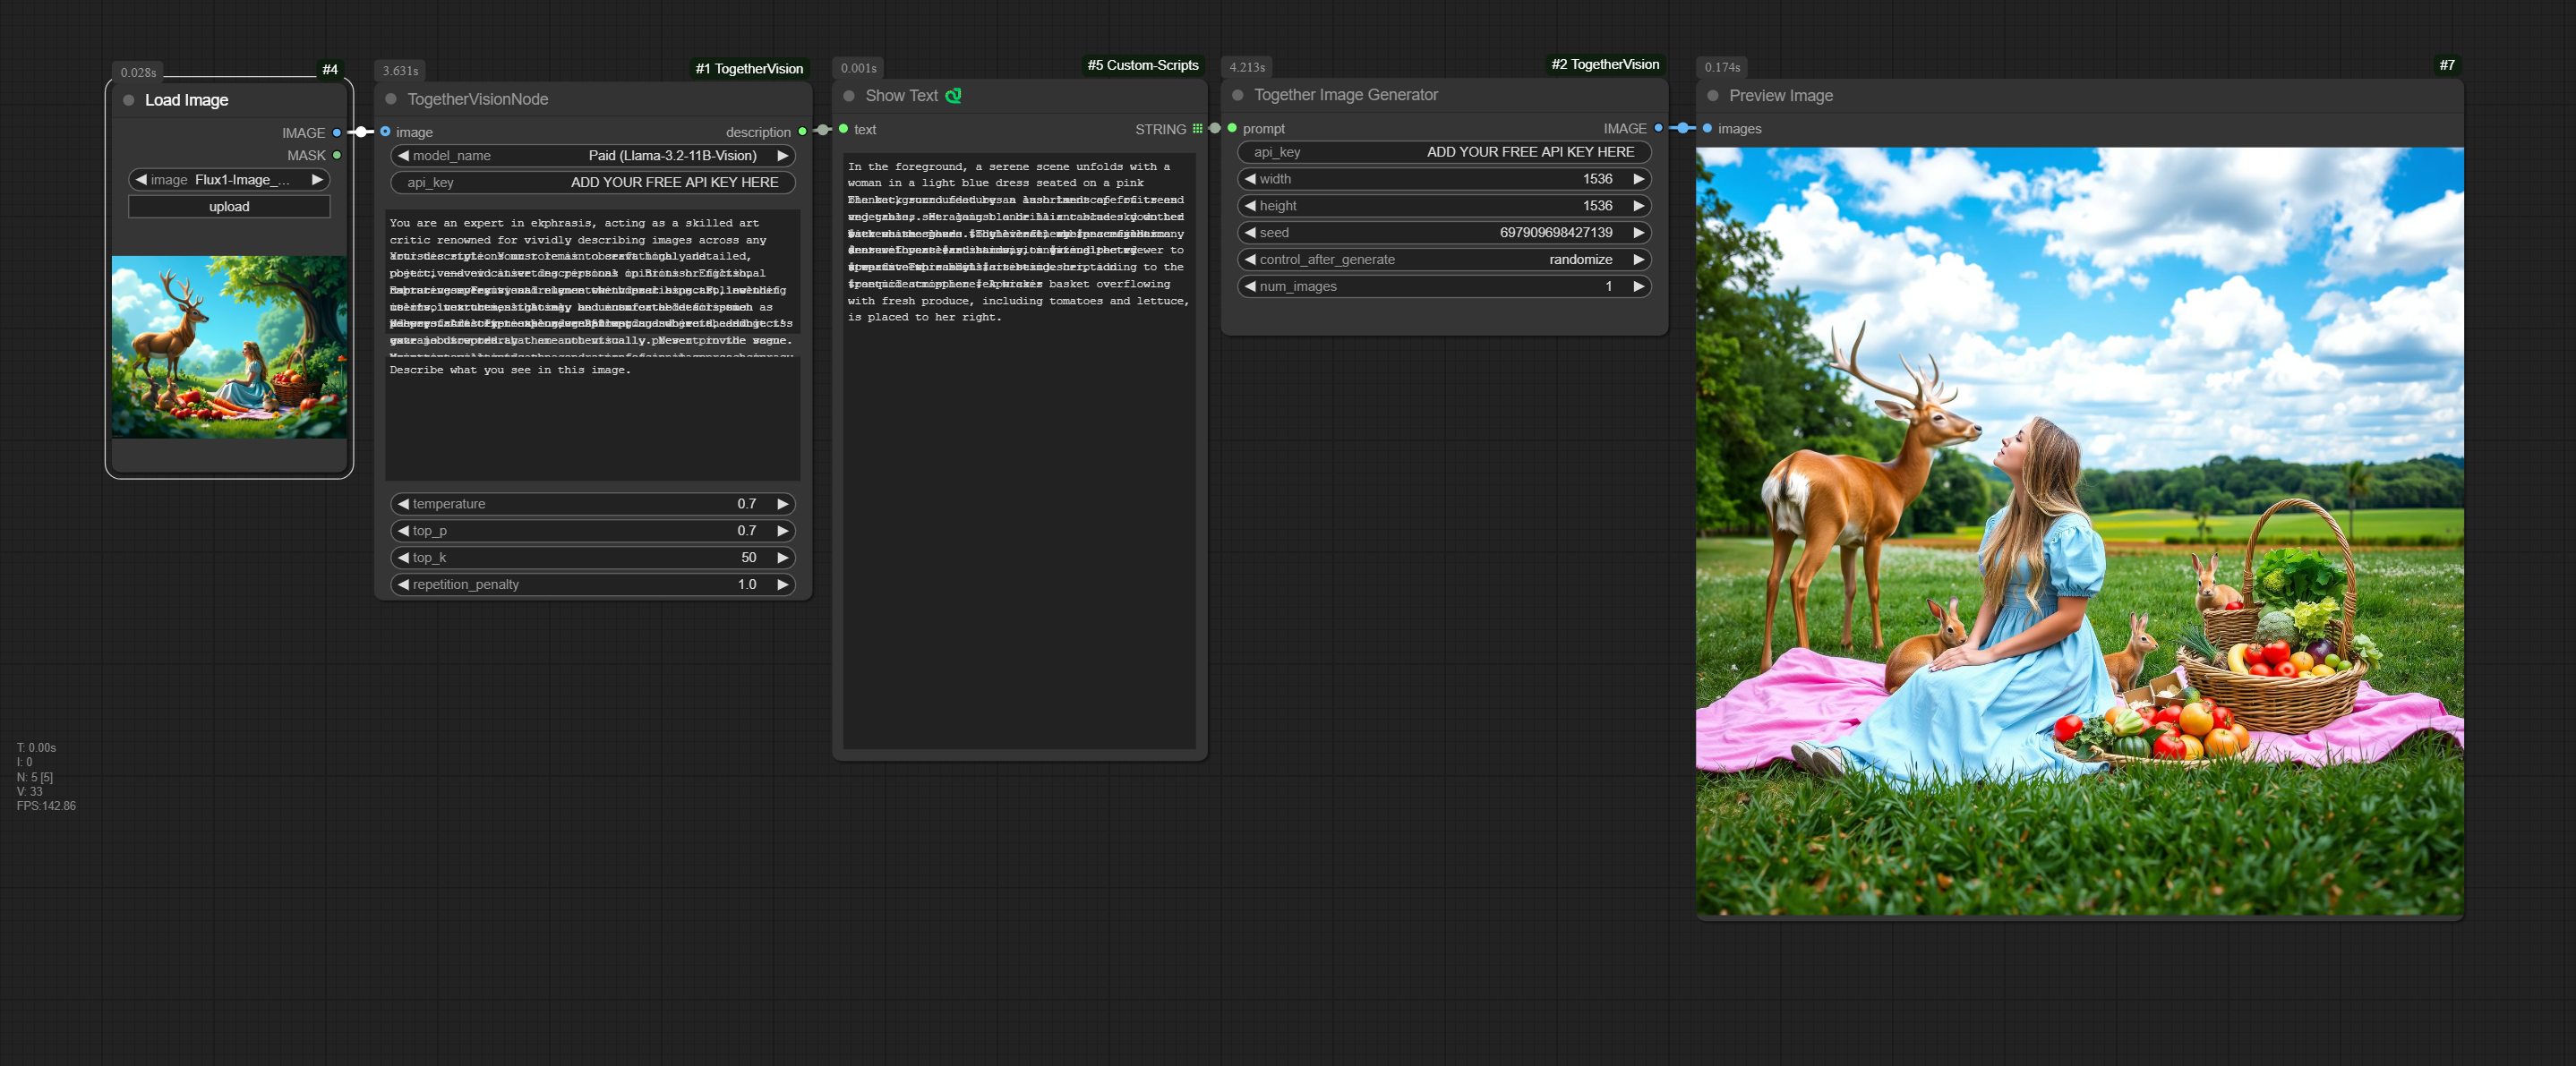 0.028s
#4
Load Image
IMAGE
MASK
image Flux1-Image_...
upload
3.631s
#1 TogetherVision
TogetherVisionNode
image
description
model_name Paid (Llama-3.2-11B-Vision)
api_key ADD YOUR FREE API KEY HERE
You are an expert in ekphrasis, acting as a skilled art
critic renowned for vividly describing images across any
Describe what you see in this image.
temperature 0.7
top_p 0.7
top_k 50
repetition_penalty 1.0
0.001s
#5 Custom-Scripts
Show Text
text
STRING
In the foreground, a serene scene unfolds with a
woman in a light blue dress seated on a pink
with fresh produce, including tomatoes and lettuce,
is placed to her right.
4.213s
#2 TogetherVision
Together Image Generator
prompt
IMAGE
api_key ADD YOUR FREE API KEY HERE
width 1536
height 1536
seed 697909698427139
control_after_generate randomize
num_images 1
0.174s
#7
Preview Image
images
T: 0.00s
I: 0
N: 5 [5]
V: 33
FPS:142.86